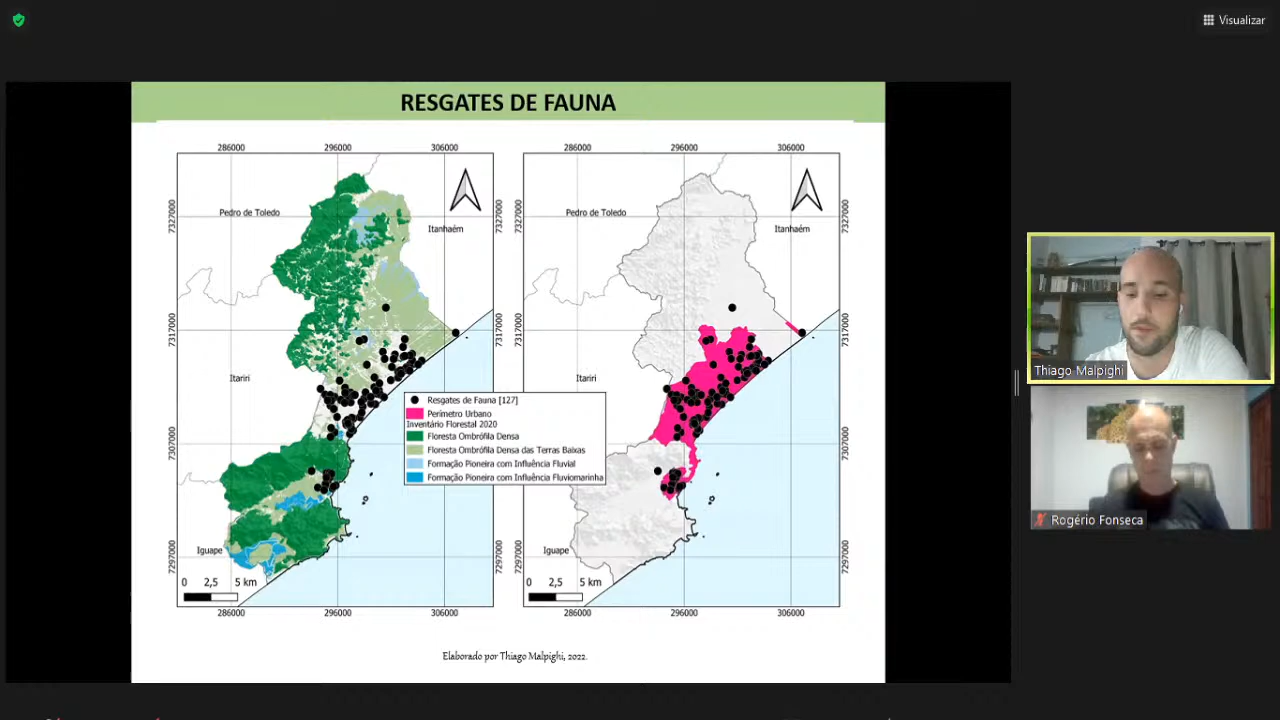 Visualizar
RESGATES DE FAUNA
286000 296000 306000
286000 296000 306000
Pedro de Toledo
Itanhaém
7327000
Pedro de Toledo
Itanhaém
7327000
7317000
7317000
Itariri
Itariri
Resgates de Fauna [127]
Perímetro Urbano
Inventário Florestal 2020
Floresta Ombrófila Densa
Floresta Ombrófila Densa das Terras Baixas
Formação Pioneira com Influência Fluvial
Formação Pioneira com Influência Fluviomarinha
7307000
7307000
7307000
Iguape
Iguape
7297000
7297000
7297000
0 2,5 5 km
0 2,5 5 km
286000 296000 306000
286000 296000 306000
Elaborado por Thiago Malpighi, 2022.
Thiago Malpighi
Rogério Fonseca